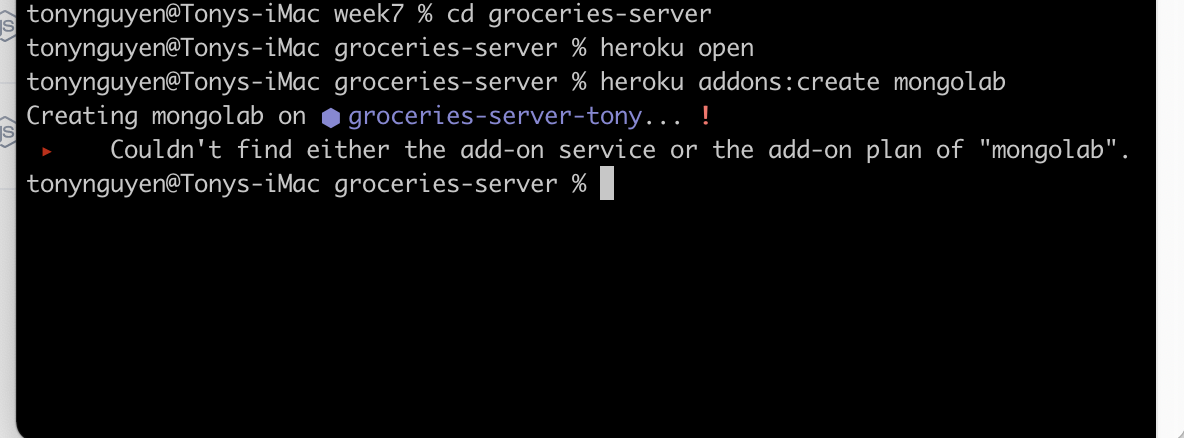 tonynguyen@Tonys-iMac week7 % cd groceries-server
tonynguyen@Tonys-iMac groceries-server % heroku open
tonynguyen@Tonys-iMac groceries-server % heroku addons:create mongolab
Creating mongolab on ⬢ groceries-server-tony... !
▸    Couldn't find either the add-on service or the add-on plan of "mongolab".
tonynguyen@Tonys-iMac groceries-server %